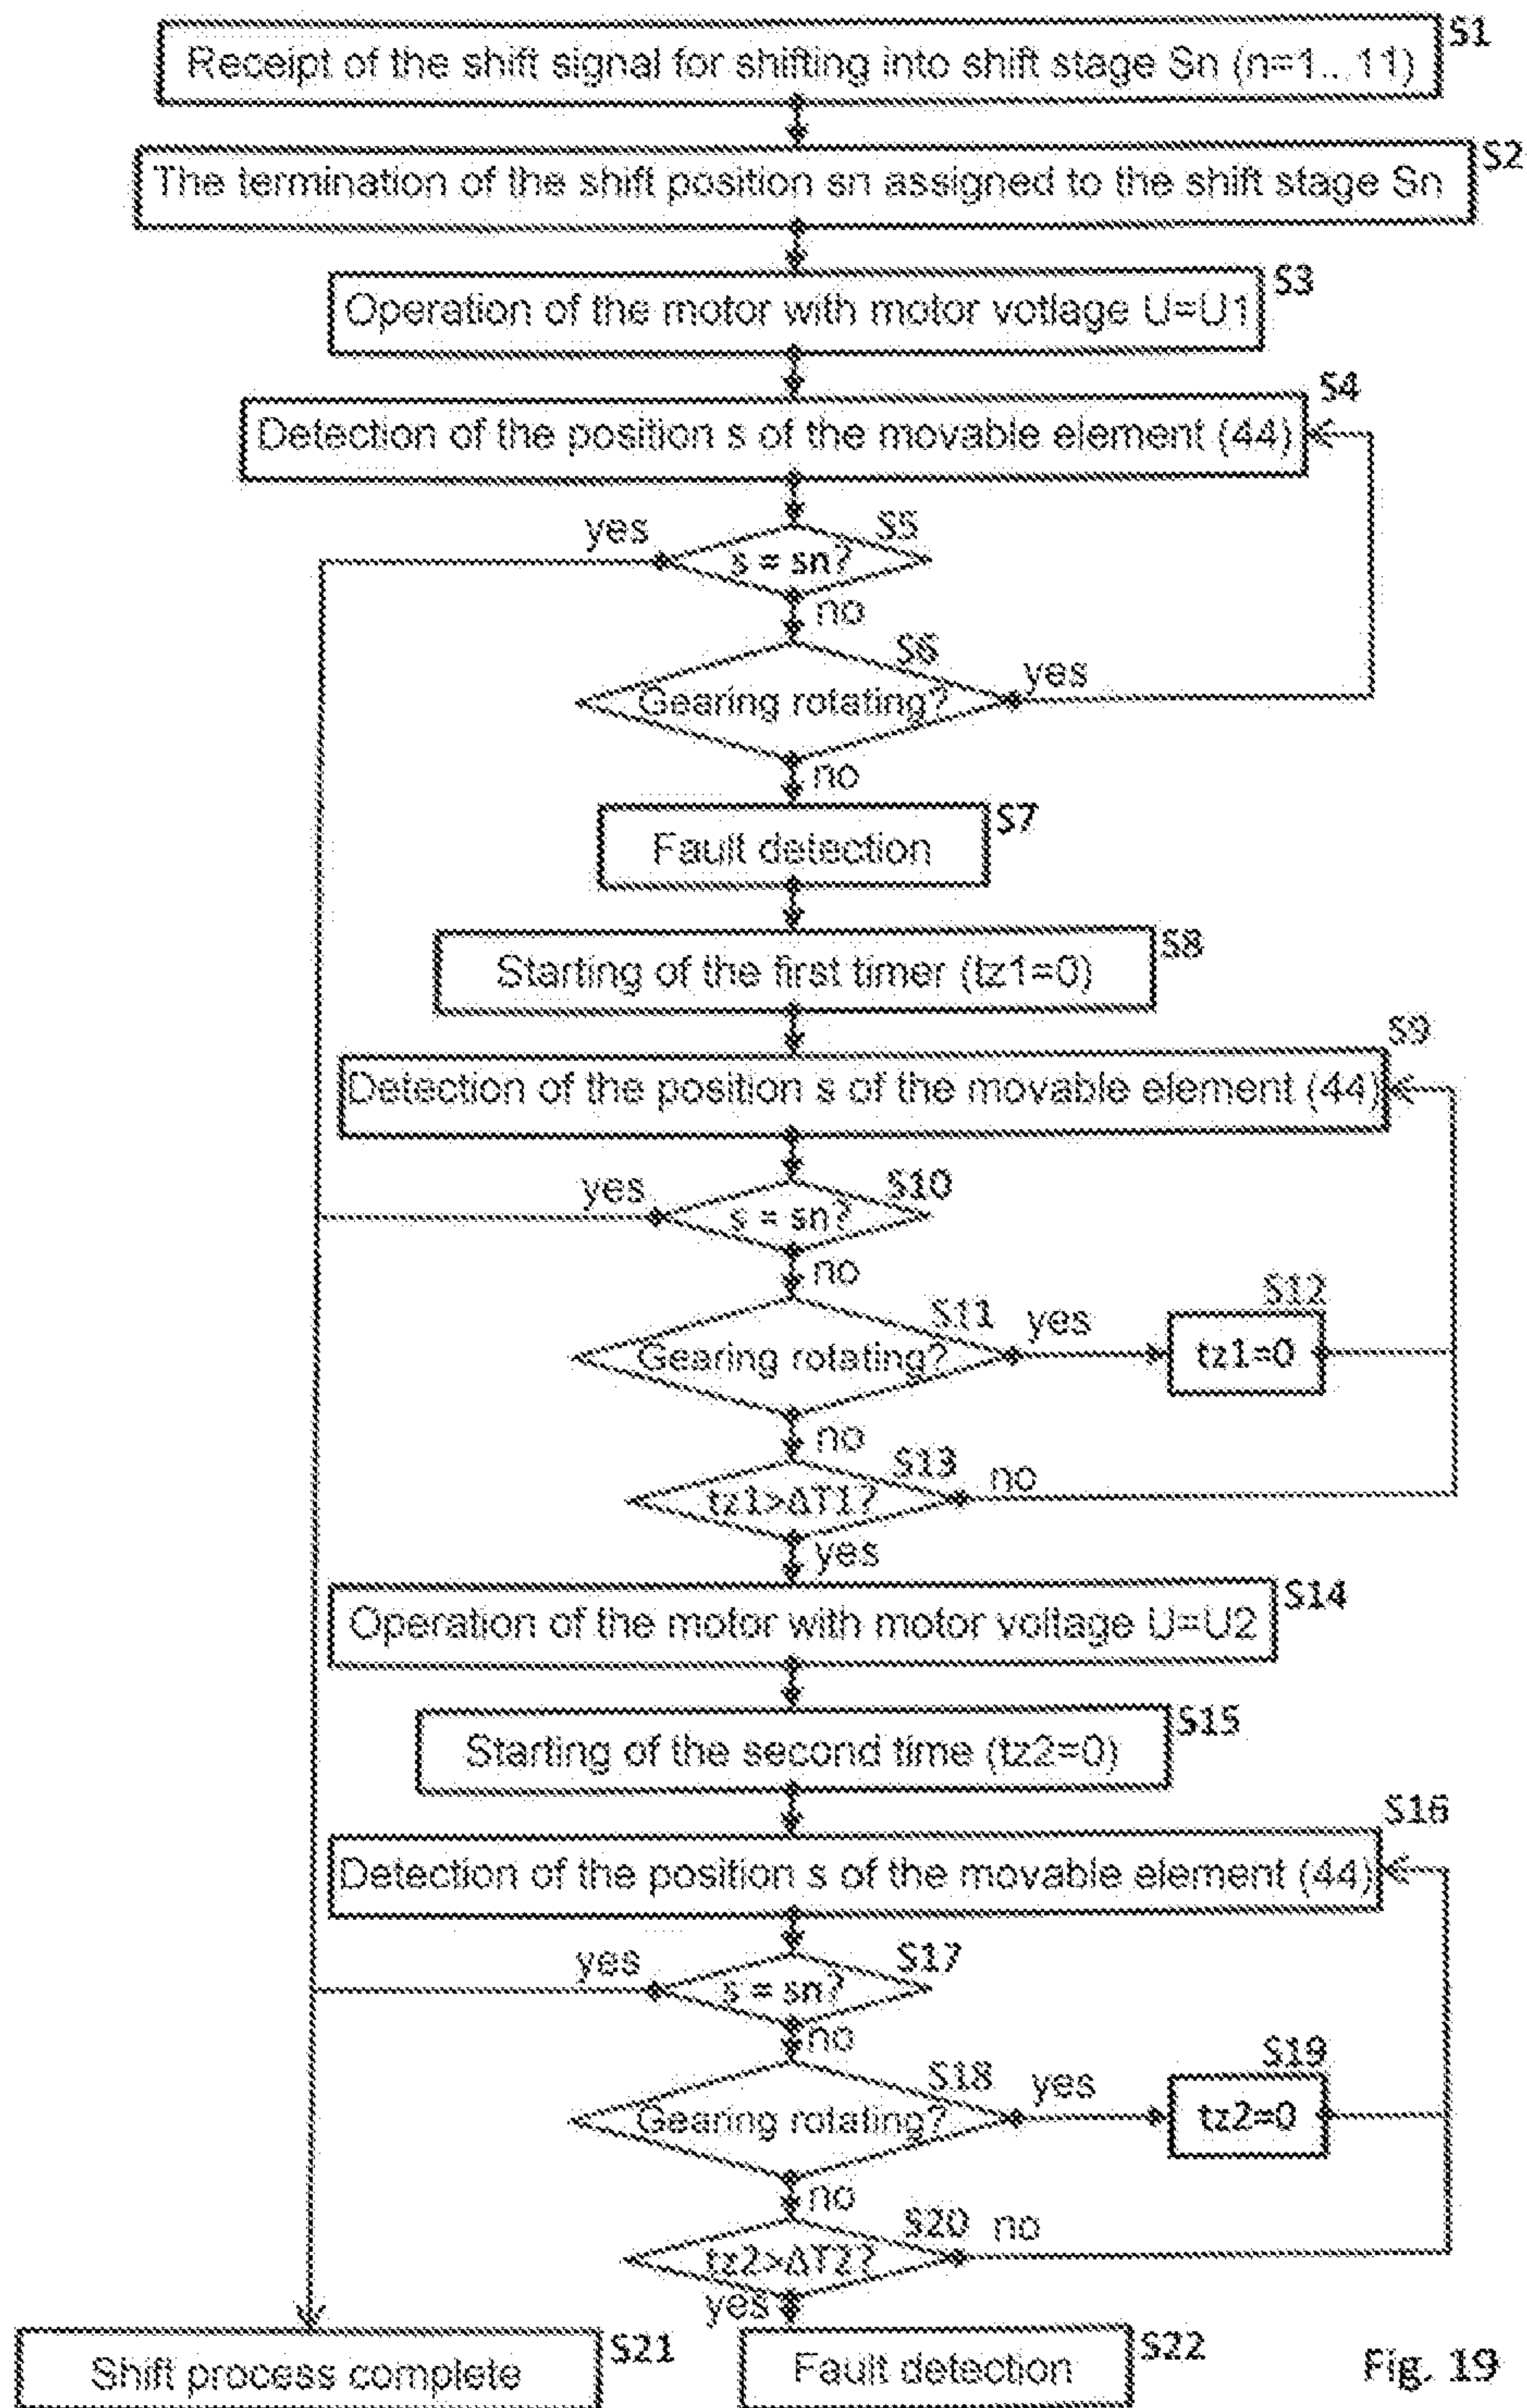 S1
Receipt of the shift signal for shifting into shift stage Sn (n=1...11)
S2
The termination of the shift position sn assigned to the shift stage Sn
S3
Operation of the motor with motor votlage U=U1
S4
Detection of the position s of the movable element (44)
yes
S5
s = sn?
no
S6
Gearing rotating?
yes
no
S7
Fault detection
S8
Starting of the first timer (tz1=0)
S9
Detection of the position s of the movable element (44)
yes
S10
s = sn?
no
S11
Gearing rotating?
yes
S12
tz1=0
no
S13
tz1>ΔT1?
no
yes
S14
Operation of the motor with motor voltage U=U2
S15
Starting of the second time (tz2=0)
S16
Detection of the position s of the movable element (44)
yes
S17
s = sn?
no
S18
Gearing rotating?
yes
S19
tz2=0
no
S20
tz2>ΔT2?
no
yes
S21
Shift process complete
S22
Fault detection
Fig. 19